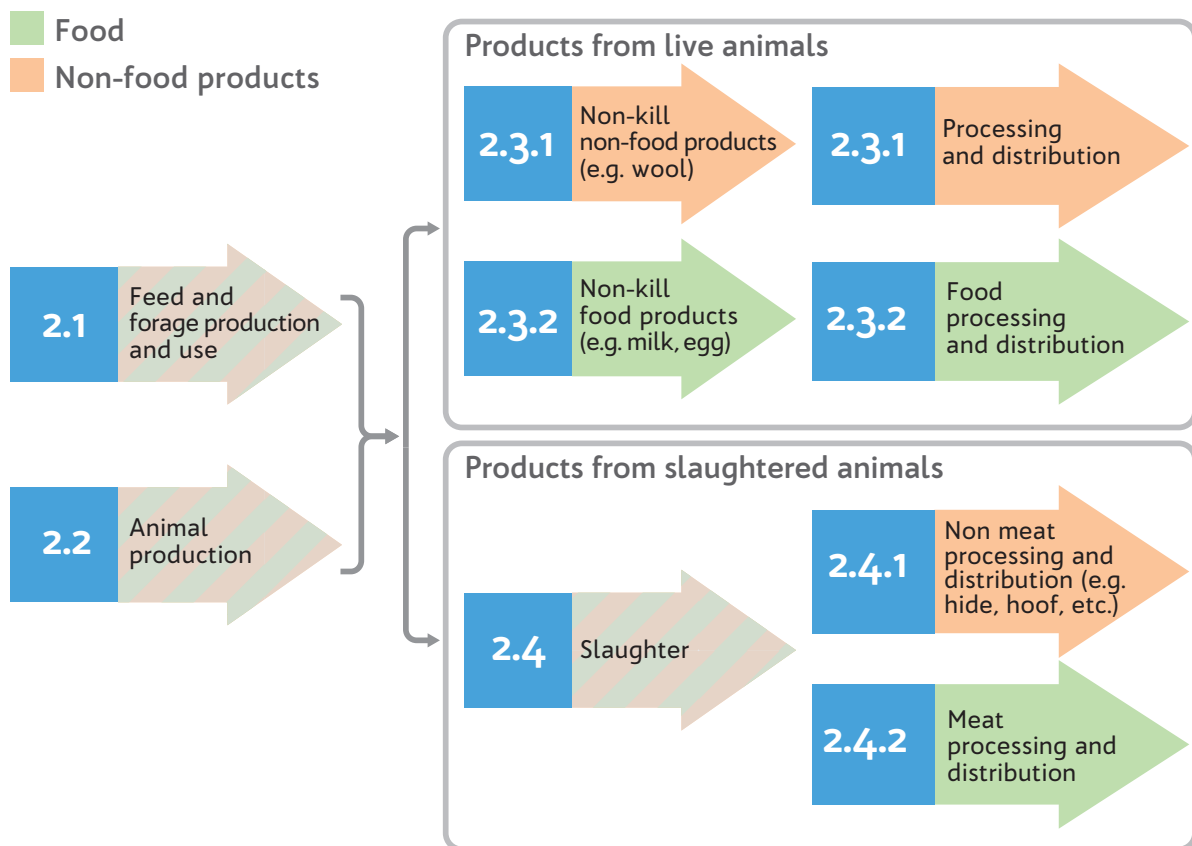 Food
Non-food products
2.1
Feed and
forage production
and use
2.2
Animal
production
Products from live animals
2.3.1
Non-kill
non-food products
(e.g. wool)
2.3.1
Processing
and distribution
2.3.2
Non-kill
food products
(e.g. milk, egg)
2.3.2
Food
processing
and distribution
Products from slaughtered animals
2.4
Slaughter
2.4.1
Non meat
processing and
distribution (e.g.
hide, hoof, etc.)
2.4.2
Meat
processing and
distribution